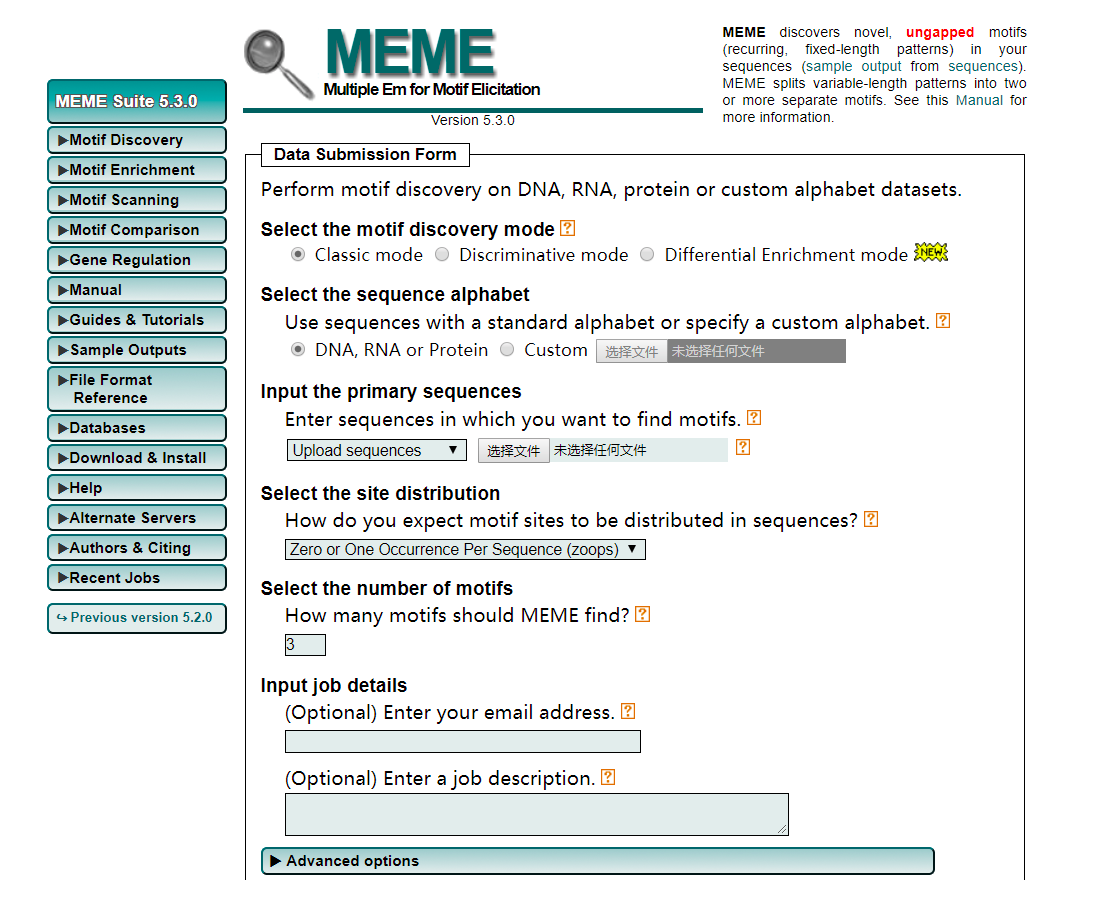 MEME
Multiple Em for Motif Elicitation
Version 5.3.0
MEME discovers novel, ungapped motifs
(recurring, fixed-length patterns) in your
sequences (sample output from sequences).
MEME splits variable-length patterns into two
or more separate motifs. See this Manual for
more information.
MEME Suite 5.3.0
▶Motif Discovery
▶Motif Enrichment
▶Motif Scanning
▶Motif Comparison
▶Gene Regulation
▶Manual
▶Guides & Tutorials
▶Sample Outputs
▶File Format
Reference
▶Databases
▶Download & Install
▶Help
▶Alternate Servers
▶Authors & Citing
▶Recent Jobs
↪ Previous version 5.2.0
Data Submission Form
Perform motif discovery on DNA, RNA, protein or custom alphabet datasets.
Select the motif discovery mode ?
Classic mode Discriminative mode Differential Enrichment mode NEW
Select the sequence alphabet
Use sequences with a standard alphabet or specify a custom alphabet. ?
DNA, RNA or Protein Custom 选择文件 未选择任何文件
Input the primary sequences
Enter sequences in which you want to find motifs. ?
Upload sequences ▼ 选择文件 未选择任何文件 ?
Select the site distribution
How do you expect motif sites to be distributed in sequences? ?
Zero or One Occurrence Per Sequence (zoops) ▼
Select the number of motifs
How many motifs should MEME find? ?
3
Input job details
(Optional) Enter your email address. ?
(Optional) Enter a job description. ?
▶ Advanced options